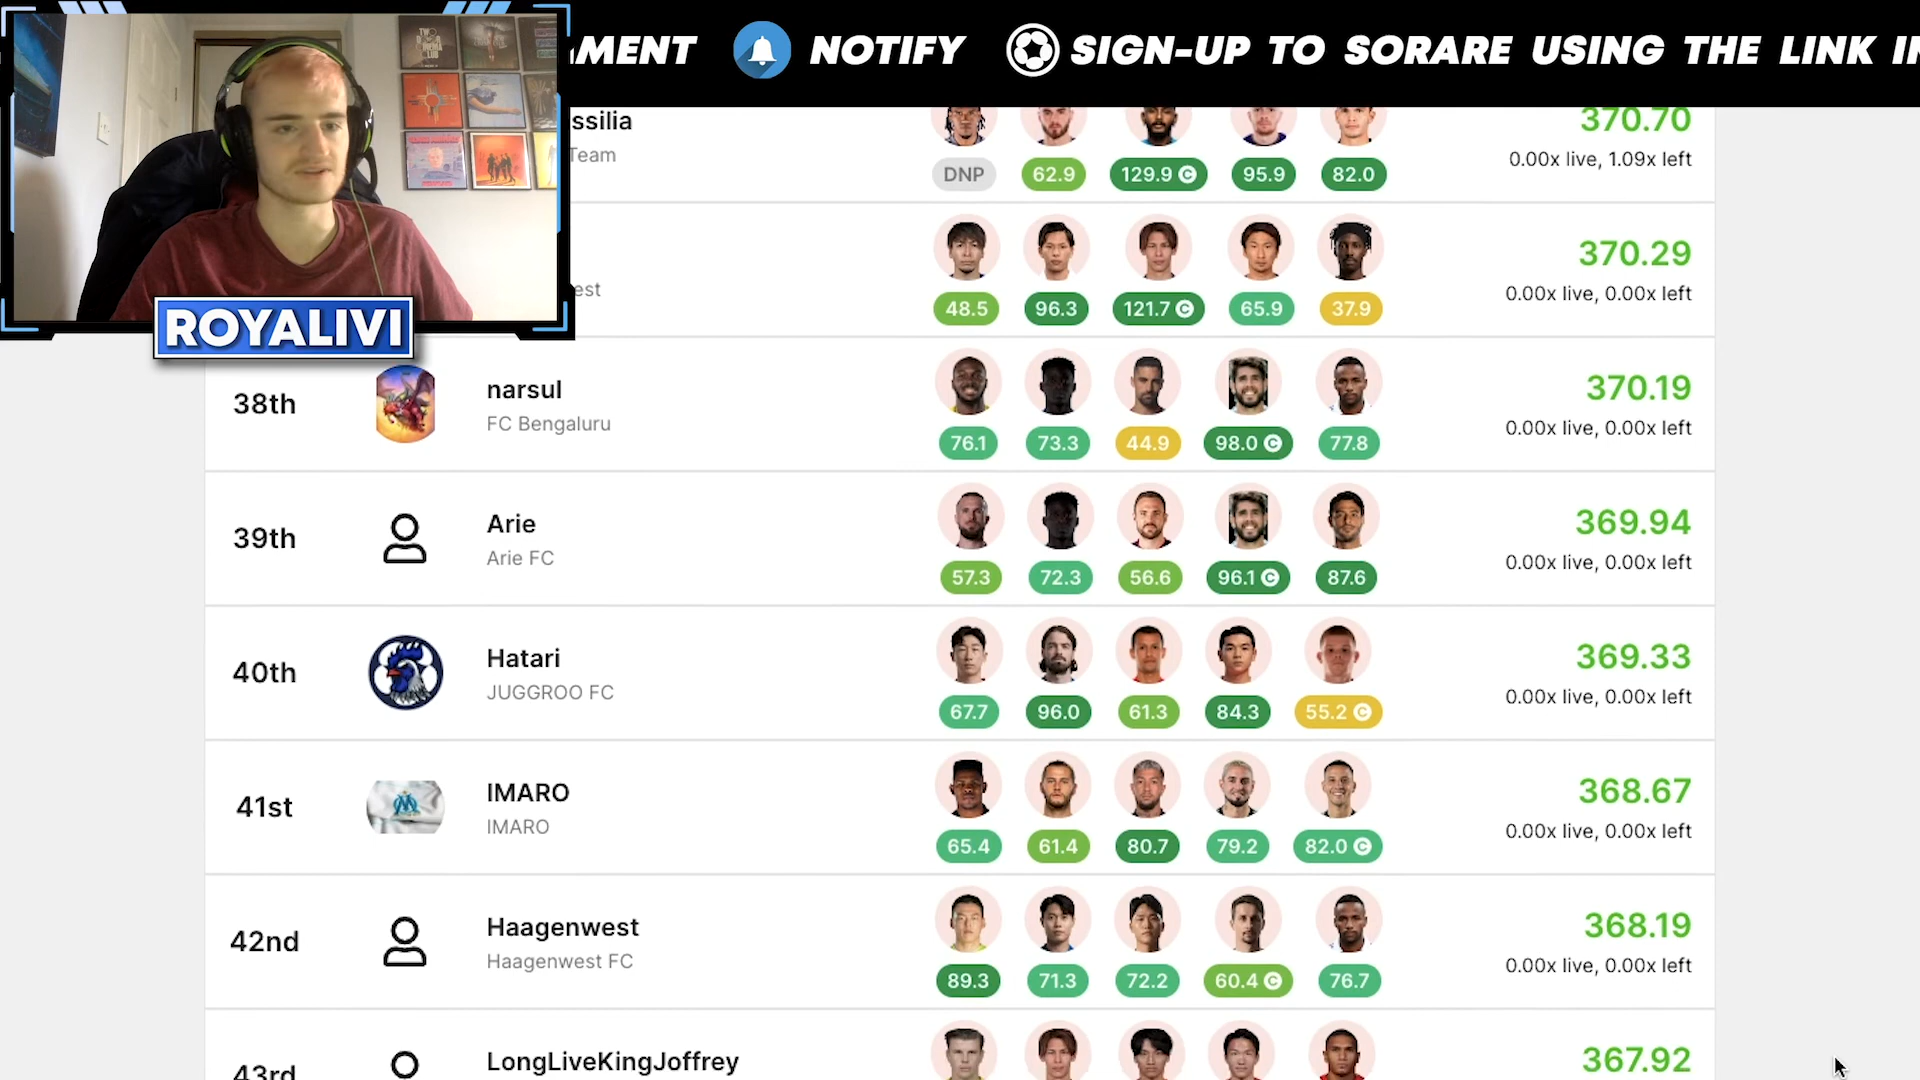 MENT NOTIFY SIGN-UP TO SORARE USING THE LINK IN
ssilia
Team
DNP 62.9 129.9 C 95.9 82.0
370.70
0.00x live, 1.09x left
est
48.5 96.3 121.7 C 65.9 37.9
370.29
0.00x live, 0.00x left
ROYALIVI
38th
narsul
FC Bengaluru
76.1 73.3 44.9 98.0 C 77.8
370.19
0.00x live, 0.00x left
39th
Arie
Arie FC
57.3 72.3 56.6 96.1 C 87.6
369.94
0.00x live, 0.00x left
40th
Hatari
JUGGROO FC
67.7 96.0 61.3 84.3 55.2 C
369.33
0.00x live, 0.00x left
41st
IMARO
IMARO
65.4 61.4 80.7 79.2 82.0 C
368.67
0.00x live, 0.00x left
42nd
Haagenwest
Haagenwest FC
89.3 71.3 72.2 60.4 C 76.7
368.19
0.00x live, 0.00x left
43rd
LongLiveKingJoffrey
367.92